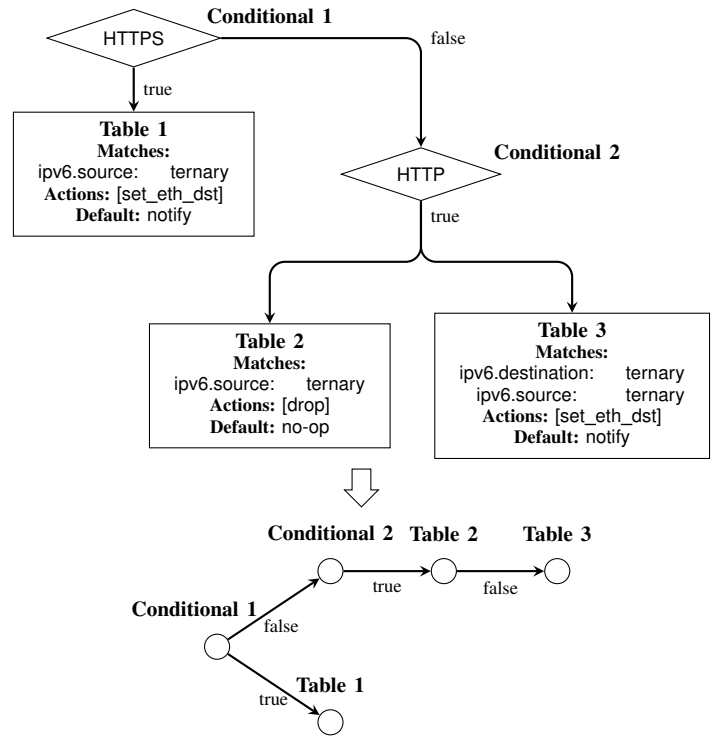 Conditional 1
HTTPS
false
true
Table 1
Matches:
ipv6.source: ternary
Actions: [set_eth_dst]
Default: notify
Conditional 2
HTTP
true
Table 2
Matches:
ipv6.source: ternary
Actions: [drop]
Default: no-op
Table 3
Matches:
ipv6.destination: ternary
ipv6.source: ternary
Actions: [set_eth_dst]
Default: notify
Conditional 2 Table 2 Table 3
true false
Conditional 1
false
Table 1
true